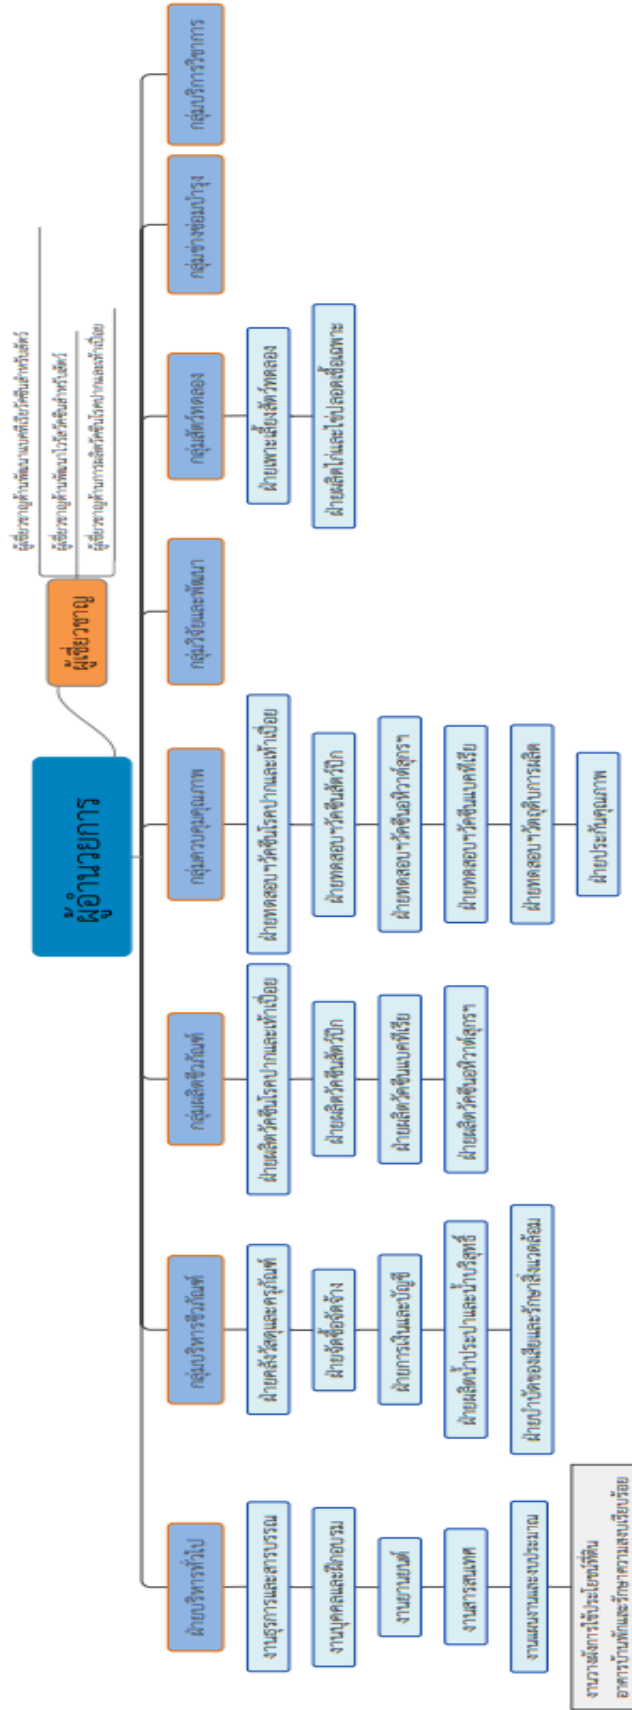 ผู้อำนวยการ
ผู้เชี่ยวชาญ
ผู้เชี่ยวชาญด้านพัฒนาแบคทีเรียวัคซีนสำหรับสัตว์
ผู้เชี่ยวชาญด้านพัฒนาไวรัสวัคซีนสำหรับสัตว์
ผู้เชี่ยวชาญด้านการผลิตวัคซีนโรคปากและเท้าเปื่อย
ฝ่ายบริหารทั่วไป
งานธุรการและสารบรรณ
งานบุคคลและฝึกอบรม
งานยานยนต์
งานสารสนเทศ
งานแผนงานและงบประมาณ
งานวางผังการใช้ประโยชน์ที่ดิน
อาคารบ้านพักและรักษาความสงบเรียบร้อย
กลุ่มบริหารชีวภัณฑ์
ฝ่ายคลังวัสดุและครุภัณฑ์
ฝ่ายจัดซื้อจัดจ้าง
ฝ่ายการเงินและบัญชี
ฝ่ายผลิตน้ำประปาและน้ำบริสุทธิ์
ฝ่ายบำบัดของเสียและรักษาสิ่งแวดล้อม
กลุ่มผลิตชีวภัณฑ์
ฝ่ายผลิตวัคซีนโรคปากและเท้าเปื่อย
ฝ่ายผลิตวัคซีนสัตว์ปีก
ฝ่ายผลิตวัคซีนแบคทีเรีย
ฝ่ายผลิตวัคซีนอหิวาต์สุกรฯ
กลุ่มควบคุมคุณภาพ
ฝ่ายทดสอบฯวัคซีนโรคปากและเท้าเปื่อย
ฝ่ายทดสอบฯวัคซีนสัตว์ปีก
ฝ่ายทดสอบฯวัคซีนอหิวาต์สุกรฯ
ฝ่ายทดสอบฯวัคซีนแบคทีเรีย
ฝ่ายทดสอบฯวัตถุดิบการผลิต
ฝ่ายประกันคุณภาพ
กลุ่มวิจัยและพัฒนา
กลุ่มสัตว์ทดลอง
ฝ่ายเพาะเลี้ยงสัตว์ทดลอง
ฝ่ายผลิตไก่และไข่ปลอดเชื้อเฉพาะ
กลุ่มช่างซ่อมบำรุง
กลุ่มบริการวิชาการ